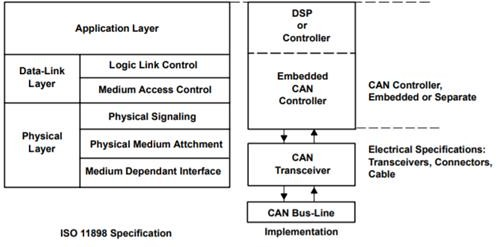 Application Layer
Data-Link
Layer
Logic Link Control
Medium Access Control
Physical
Layer
Physical Signaling
Physical Medium Attchment
Medium Dependant Interface
ISO 11898 Specification
DSP
or
Controller
Embedded
CAN
Controller
CAN
Transceiver
CAN Bus-Line
Implementation
CAN Controller,
Embedded or Separate
Electrical Specifications:
Transceivers, Connectors,
Cable